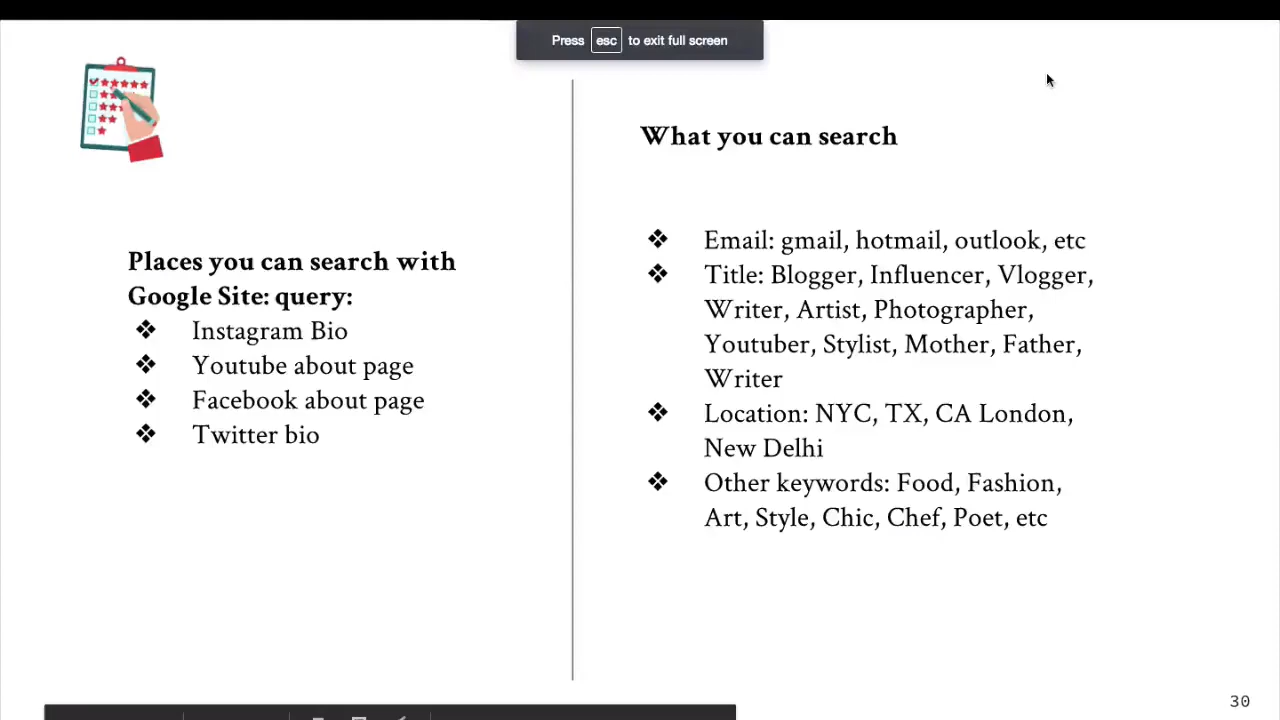 Press esc to exit full screen
Places you can search with
Google Site: query:
❖ Instagram Bio
❖ Youtube about page
❖ Facebook about page
❖ Twitter bio
What you can search
❖ Email: gmail, hotmail, outlook, etc
❖ Title: Blogger, Influencer, Vlogger,
Writer, Artist, Photographer,
Youtuber, Stylist, Mother, Father,
Writer
❖ Location: NYC, TX, CA London,
New Delhi
❖ Other keywords: Food, Fashion,
Art, Style, Chic, Chef, Poet, etc
30